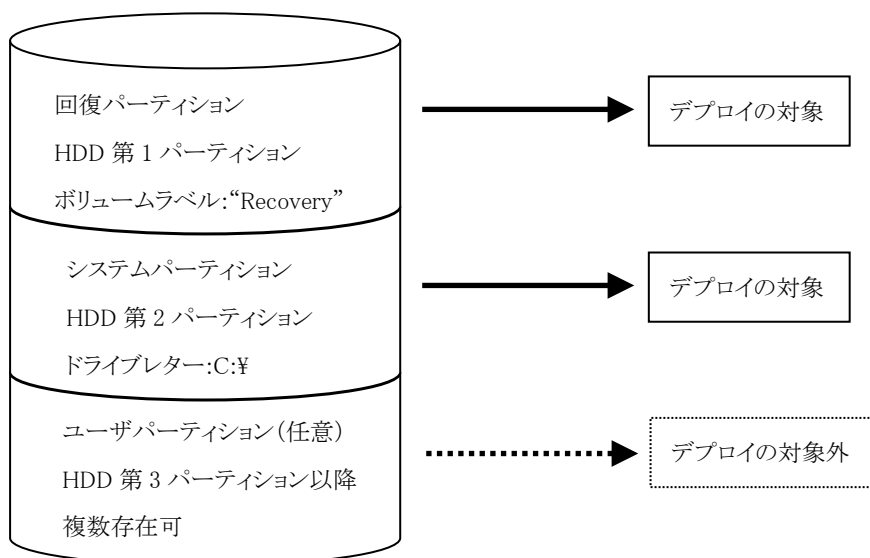 回復パーティション
HDD 第 1 パーティション
ボリュームラベル:“Recovery”
デプロイの対象
システムパーティション
HDD 第 2 パーティション
ドライブレター:C:¥
デプロイの対象
ユーザパーティション(任意)
HDD 第 3 パーティション以降
複数存在可
デプロイの対象外